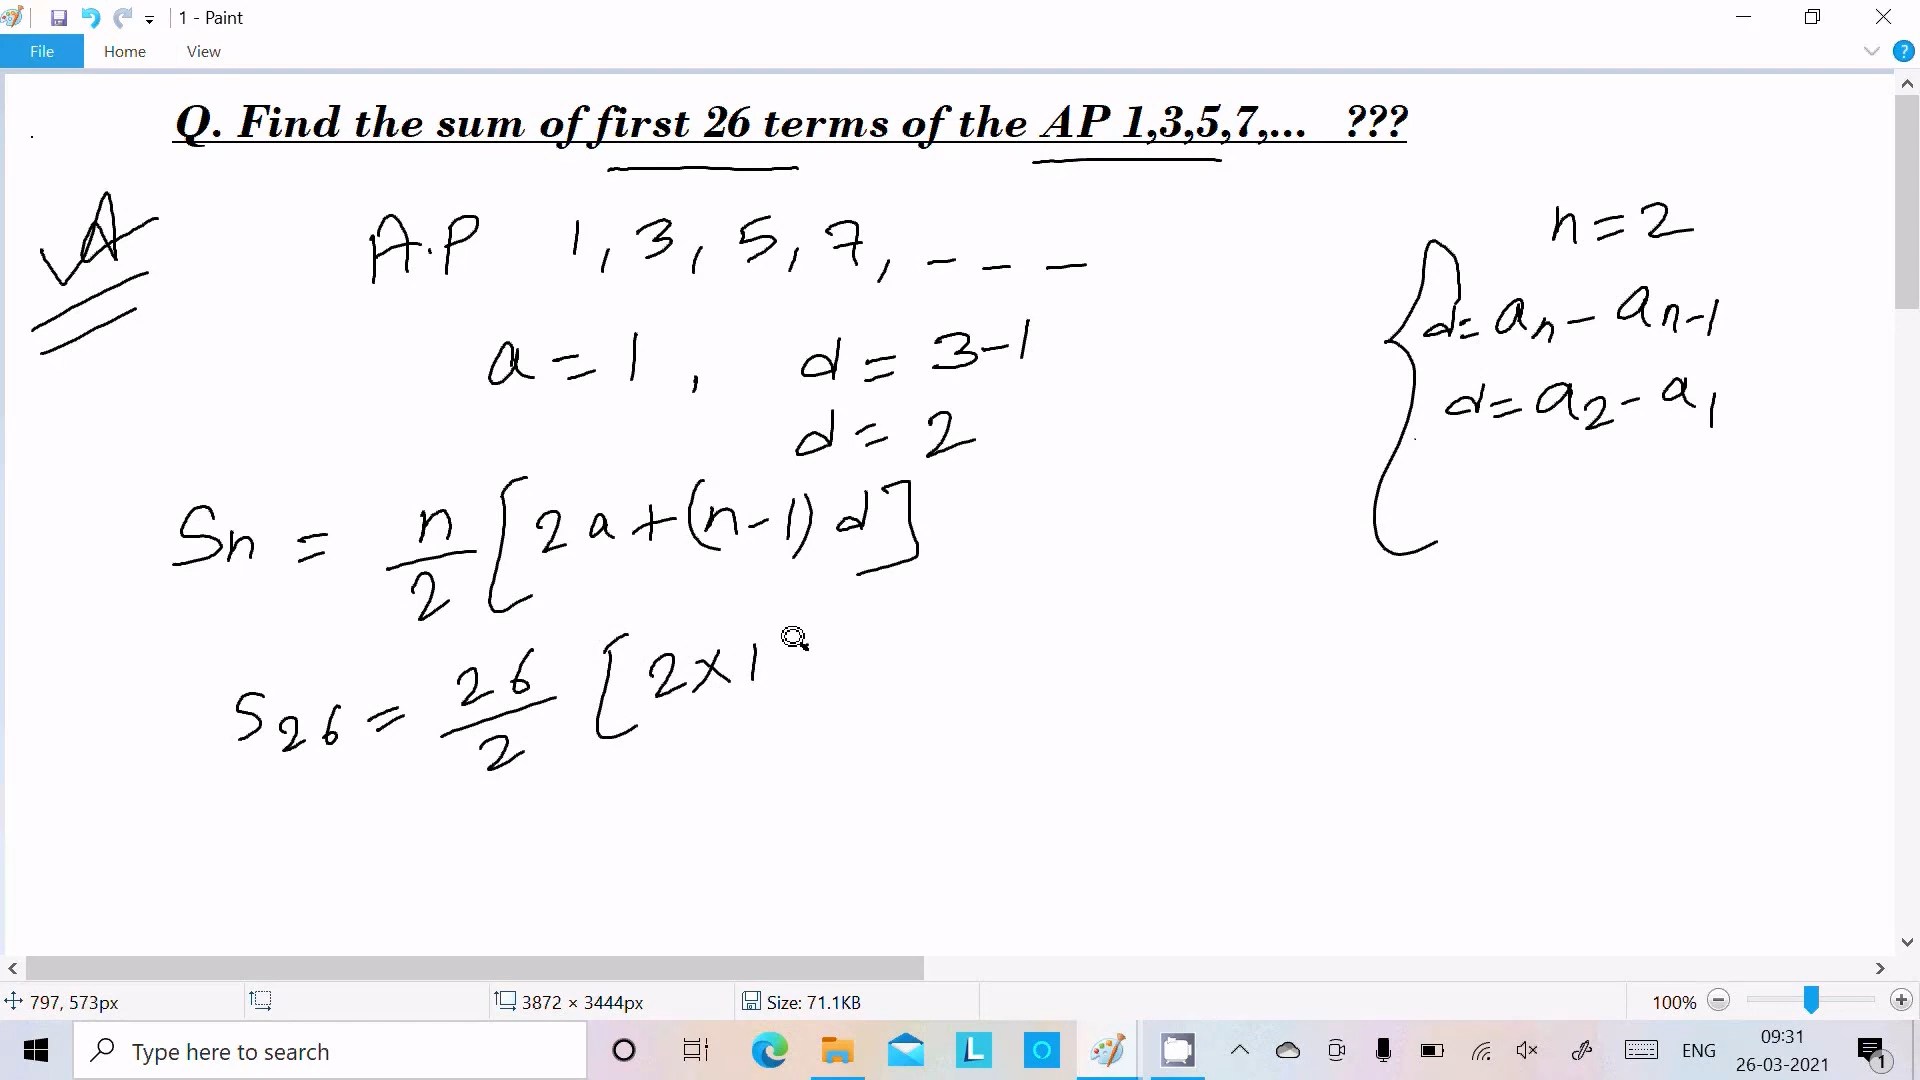 1 - Paint
File Home View
Q. Find the sum of first 26 terms of the AP 1,3,5,7,... ???
A
A.P 1, 3, 5, 7, _ _ _
n = 2
a = 1, d = 3-1
d = an - an-1
d = 2
d = a2 - a1
Sn = n/2 [2a+(n-1)d]
S26 = 26/2 [2×1
797, 573px 3872 × 3444px Size: 71.1KB 100%
Type here to search
L
ENG
09:31
26-03-2021
1